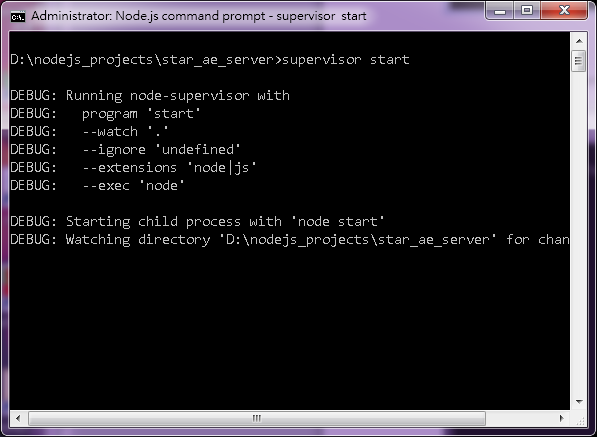 Administrator: Node.js command prompt - supervisor start
D:\nodejs_projects\star_ae_server>supervisor start
DEBUG: Running node-supervisor with
DEBUG:   program 'start'
DEBUG:   --watch '.'
DEBUG:   --ignore 'undefined'
DEBUG:   --extensions 'node|js'
DEBUG:   --exec 'node'
DEBUG: Starting child process with 'node start'
DEBUG: Watching directory 'D:\nodejs_projects\star_ae_server' for chan